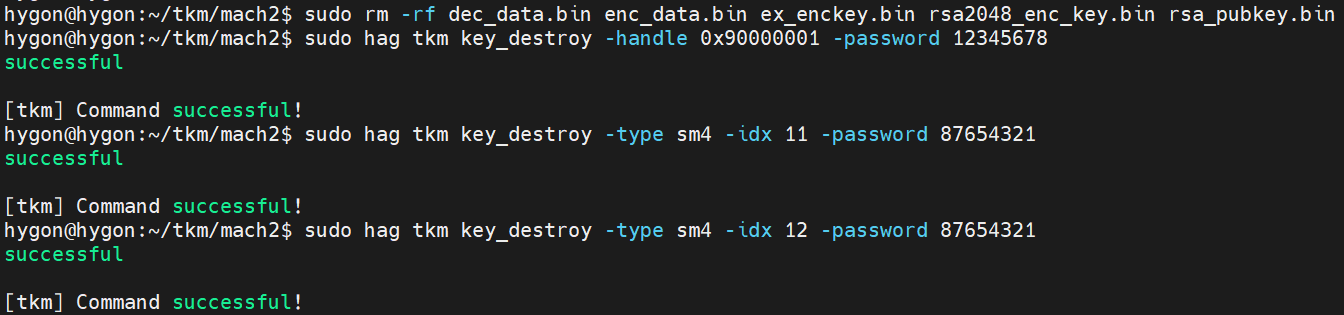 hygon@hygon:~/tkm/mach2$ sudo rm -rf dec_data.bin enc_data.bin ex_enckey.bin rsa2048_enc_key.bin rsa_pubkey.bin
hygon@hygon:~/tkm/mach2$ sudo hag tkm key_destroy -handle 0x90000001 -password 12345678
successful

[tkm] Command successful!
hygon@hygon:~/tkm/mach2$ sudo hag tkm key_destroy -type sm4 -idx 11 -password 87654321
successful

[tkm] Command successful!
hygon@hygon:~/tkm/mach2$ sudo hag tkm key_destroy -type sm4 -idx 12 -password 87654321
successful

[tkm] Command successful!